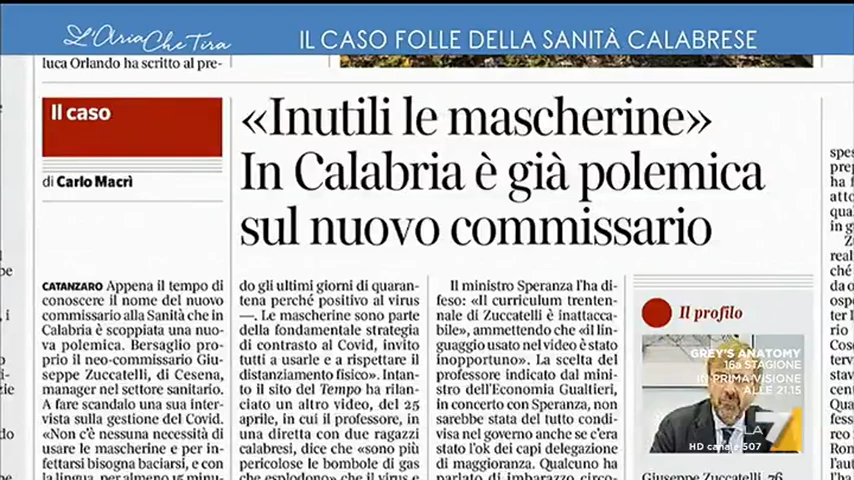 L'Aria Che Tira
IL CASO FOLLE DELLA SANITÀ CALABRESE
luca Orlando ha scritto al pre-
Il caso
di Carlo Macrì
«Inutili le mascherine»
In Calabria è già polemica
sul nuovo commissario
CATANZARO Appena il tempo di
conoscere il nome del nuovo
commissario alla Sanità che in
Calabria è scoppiata una nuo-
va polemica. Bersaglio pro-
prio il neo-commissario Giu-
seppe Zuccatelli, di Cesena,
manager nel settore sanitario.
A fare scandalo una sua inter-
vista sulla gestione del Covid.
«Non c'è nessuna necessità di
usare le mascherine e per in-
fettarsi bisogna baciarsi, e con
la lingua, per almeno 15 minu-
do gli ultimi giorni di quaran-
tena perché positivo al virus
—. Le mascherine sono parte
della fondamentale strategia
di contrasto al Covid, invito
tutti a usarle e a rispettare il
distanziamento fisico». Intan-
to il sito del Tempo ha rilan-
ciato un altro video, del 25
aprile, in cui il professore, in
una diretta con due ragazzi
calabresi, dice che «sono più
pericolose le bombole di gas
che esplodono» che il virus e
Il ministro Speranza l'ha di-
feso: «Il curriculum trenten-
nale di Zuccatelli è inattacca-
bile», ammettendo che «il lin-
guaggio usato nel video è stato
inopportuno». La scelta del
professore indicato dal mini-
stro dell'Economia Gualtieri,
in concerto con Speranza, non
sarebbe stata del tutto condi-
visa nel governo anche se c'era
stato l'ok dei capi delegazione
di maggioranza. Qualcuno ha
parlato di imbarazzo circo-
Il profilo
GREY'S ANATOMY
16a STAGIONE
IN PRIMA VISIONE
ALLE 21.15
LA 7
HD canale 507
Giuseppe Zuccatelli, 76